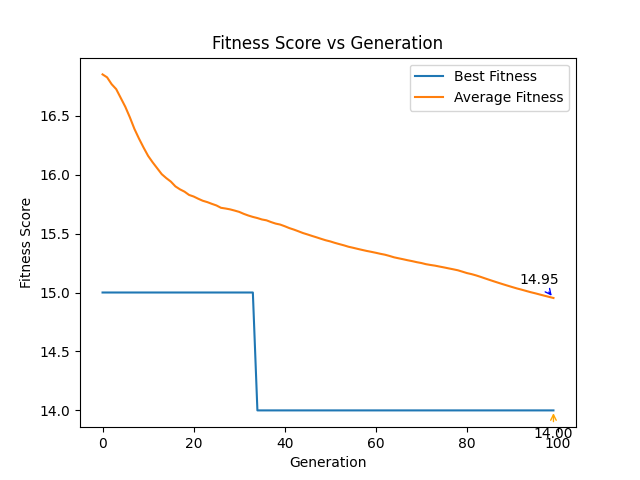 Fitness Score vs Generation
Best Fitness
Average Fitness
Fitness Score
16.5
16.0
15.5
15.0
14.5
14.0
14.95
14.00
0
20
40
60
80
100
Generation